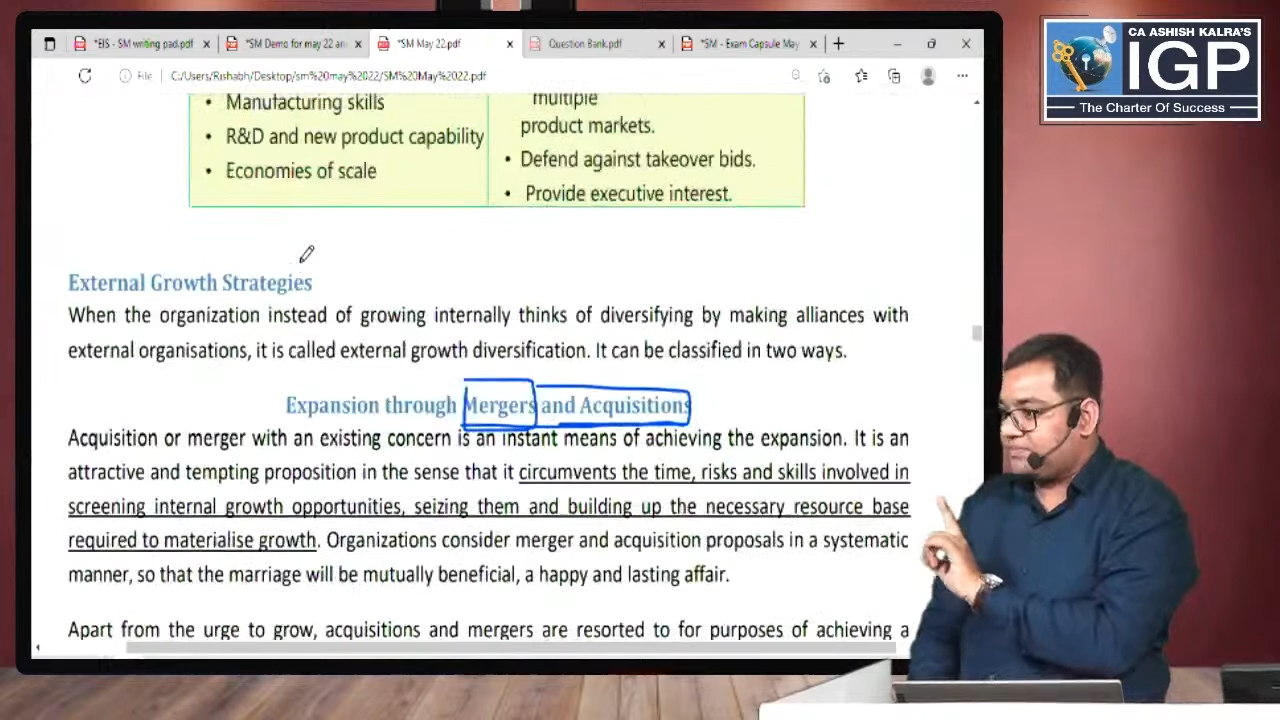 *EIS - SM writing pad.pdf
*SM Demo for may 22 an
*SM May 22.pdf
Question Bank.pdf
*SM - Exam Capsule May
File
C:/Users/Rishabh/Desktop/sm%20may%2022/SM%20May%2022.pdf
CA ASHISH KALRA'S
IGP
The Charter Of Success
• Manufacturing skills
• R&D and new product capability
• Economies of scale
multiple
product markets.
• Defend against takeover bids.
• Provide executive interest.
External Growth Strategies
When the organization instead of growing internally thinks of diversifying by making alliances with
external organisations, it is called external growth diversification. It can be classified in two ways.
Expansion through Mergers and Acquisitions
Acquisition or merger with an existing concern is an instant means of achieving the expansion. It is an
attractive and tempting proposition in the sense that it circumvents the time, risks and skills involved in
screening internal growth opportunities, seizing them and building up the necessary resource base
required to materialise growth. Organizations consider merger and acquisition proposals in a systematic
manner, so that the marriage will be mutually beneficial, a happy and lasting affair.
Apart from the urge to grow, acquisitions and mergers are resorted to for purposes of achieving a